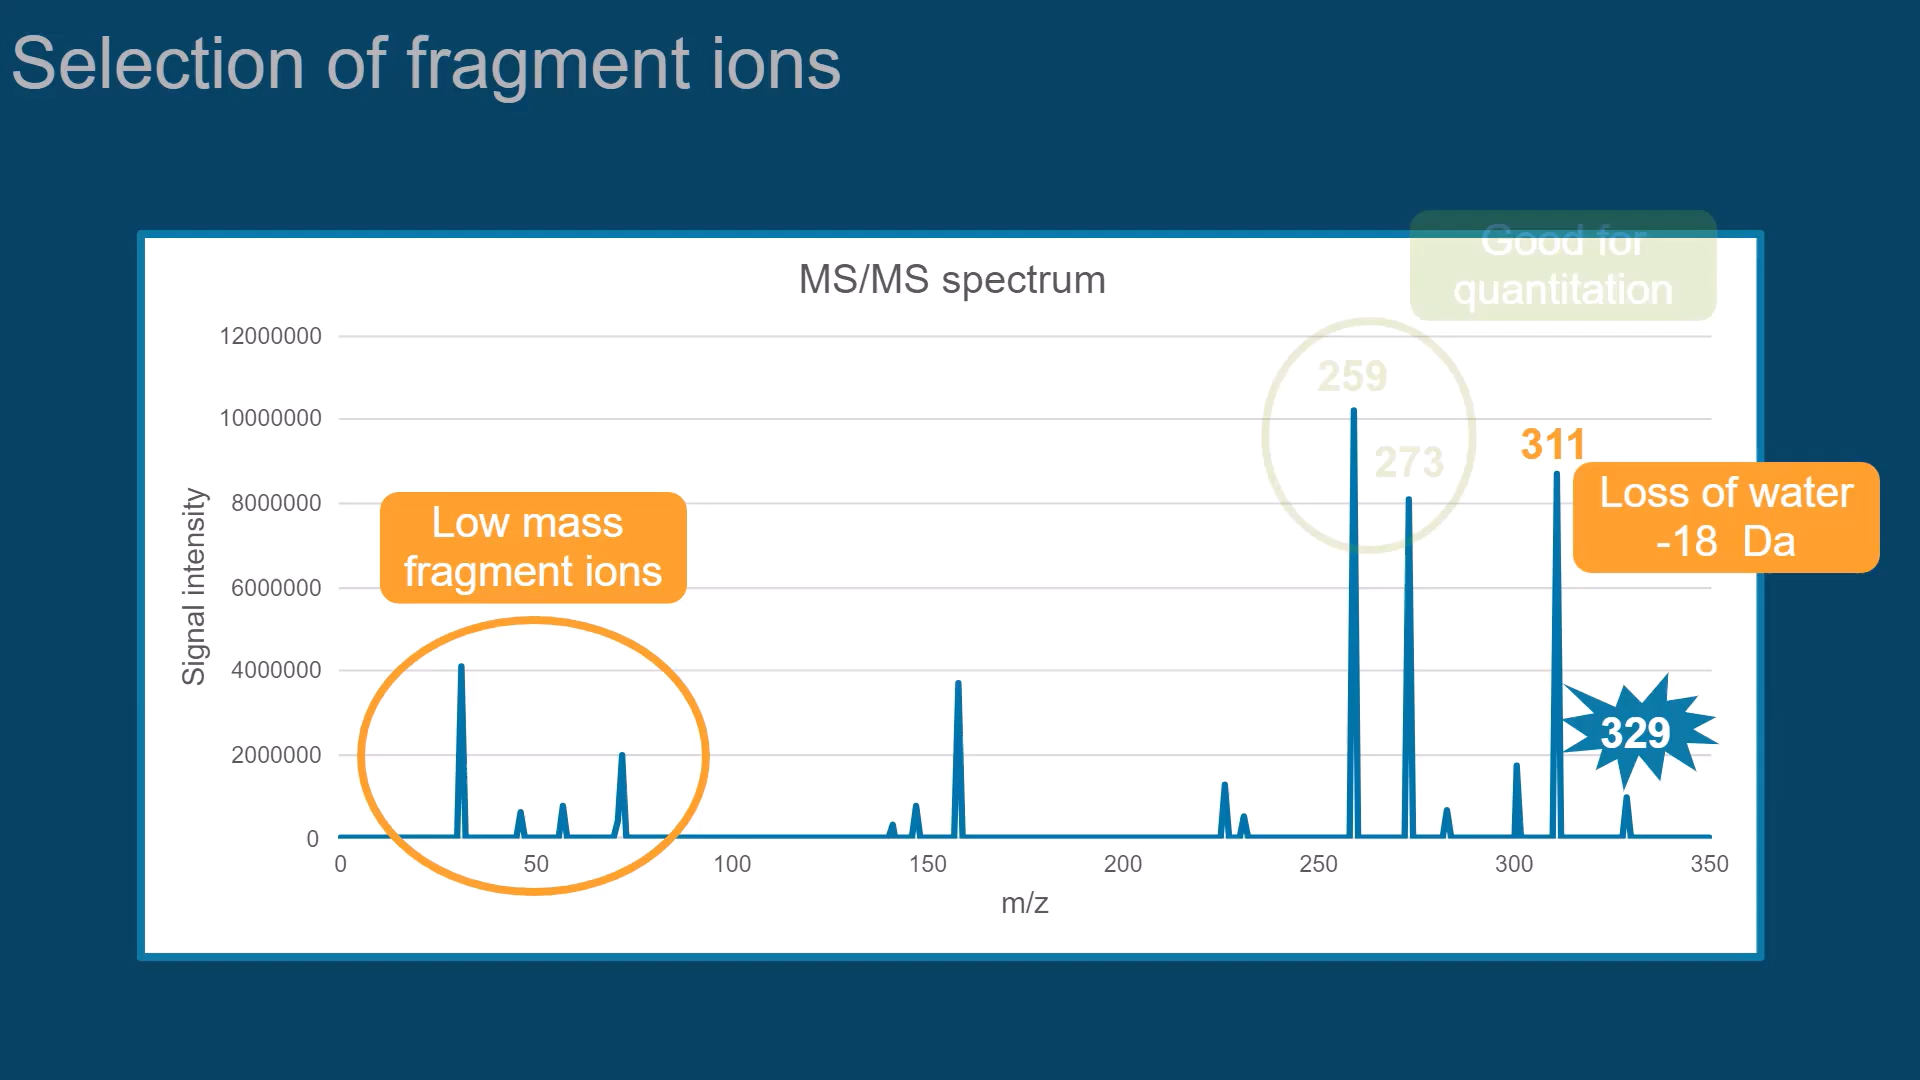 Selection of fragment ions
Good for
quantitation
MS/MS spectrum
12000000
10000000
8000000
6000000
4000000
2000000
0
Signal intensity
259
273
311
Loss of water
-18 Da
Low mass
fragment ions
329
0 50 100 150 200 250 300 350
m/z